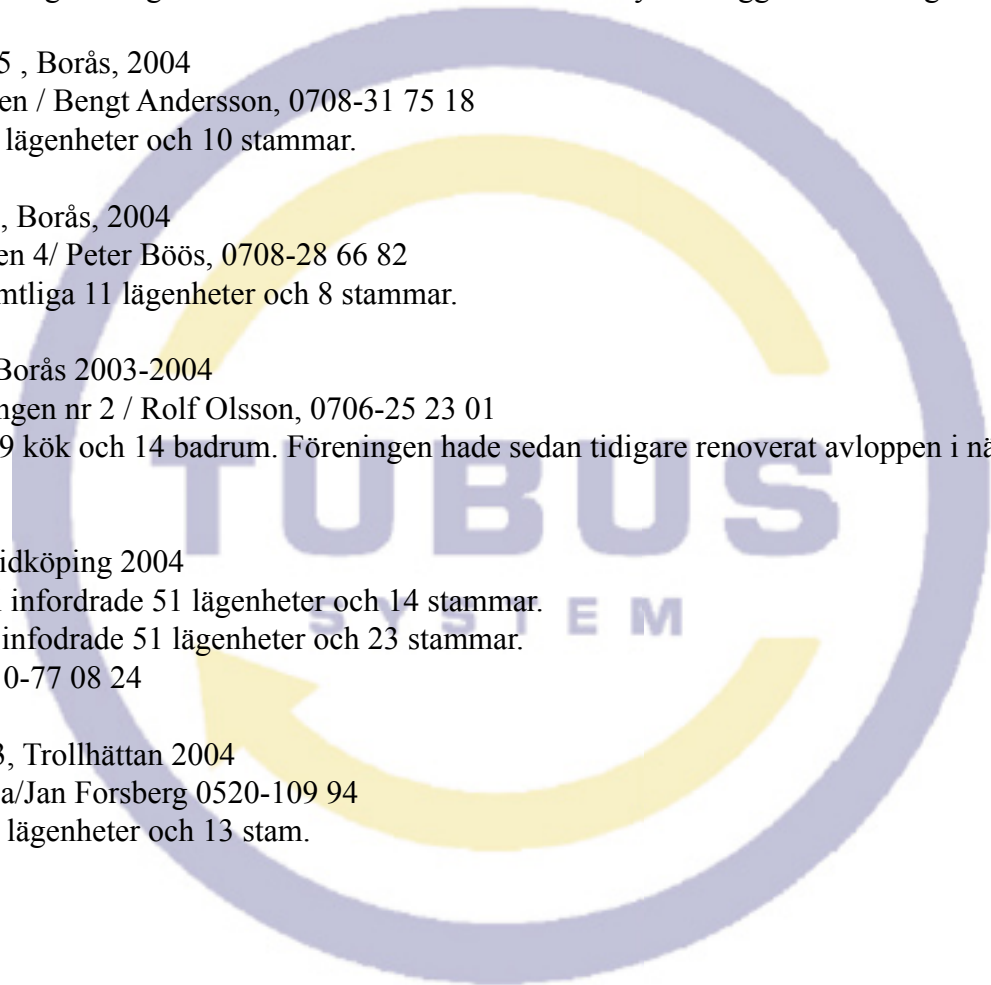 5 , Borås, 2004
en / Bengt Andersson, 0708-31 75 18
lägenheter och 10 stammar.
, Borås, 2004
en 4/ Peter Böös, 0708-28 66 82
mtliga 11 lägenheter och 8 stammar.
Borås 2003-2004
ngen nr 2 / Rolf Olsson, 0706-25 23 01
9 kök och 14 badrum. Föreningen hade sedan tidigare renoverat avloppen i nä
TUBUS
idköping 2004
infordrade 51 lägenheter och 14 stammar.
SYSTEM
infodrade 51 lägenheter och 23 stammar.
0-77 08 24
3, Trollhättan 2004
a/Jan Forsberg 0520-109 94
lägenheter och 13 stam.